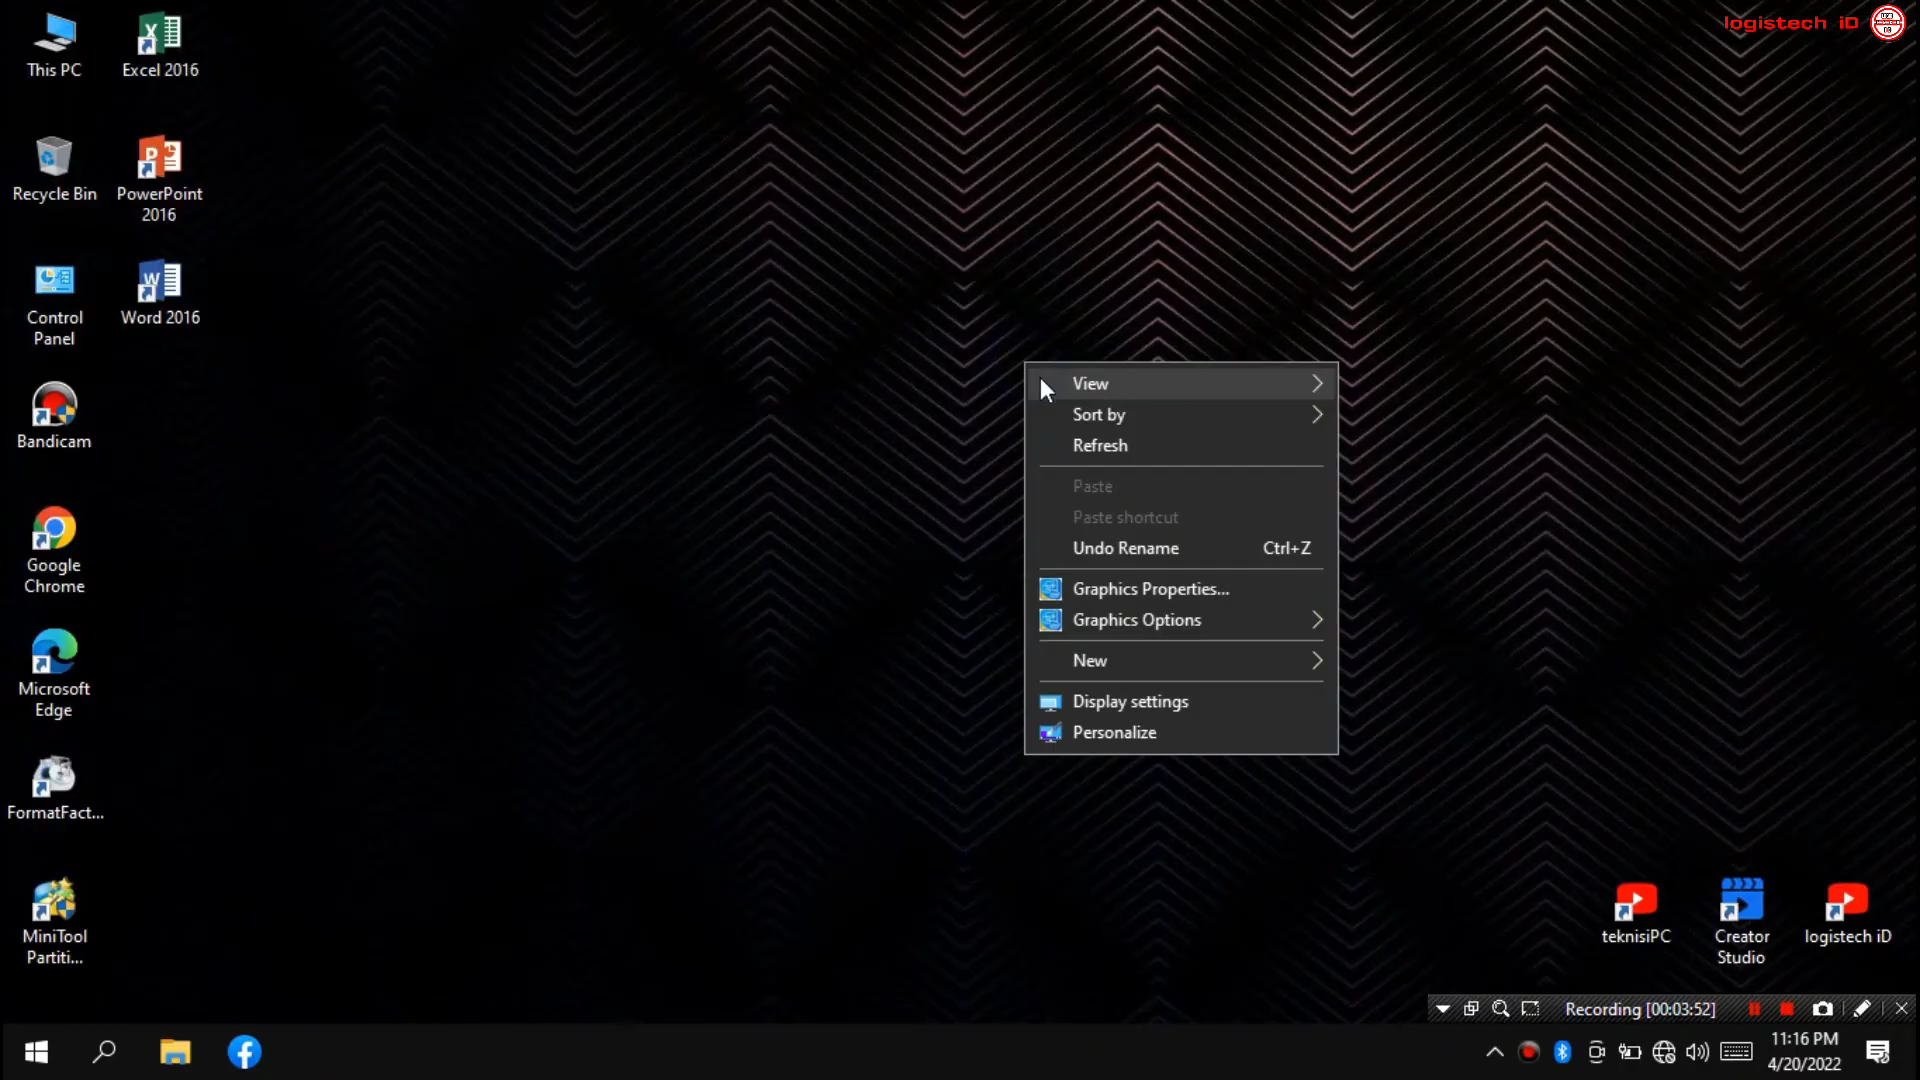 logistech iD
This PC
Excel 2016
Recycle Bin
PowerPoint
2016
Control
Panel
Word 2016
Bandicam
Google
Chrome
Microsoft
Edge
FormatFact...
MiniTool
Partiti...
View
Sort by
Refresh
Paste
Paste shortcut
Undo Rename Ctrl+Z
Graphics Properties...
Graphics Options
New
Display settings
Personalize
teknisiPC
Creator
Studio
logistech iD
Recording [00:03:52]
11:16 PM
4/20/2022